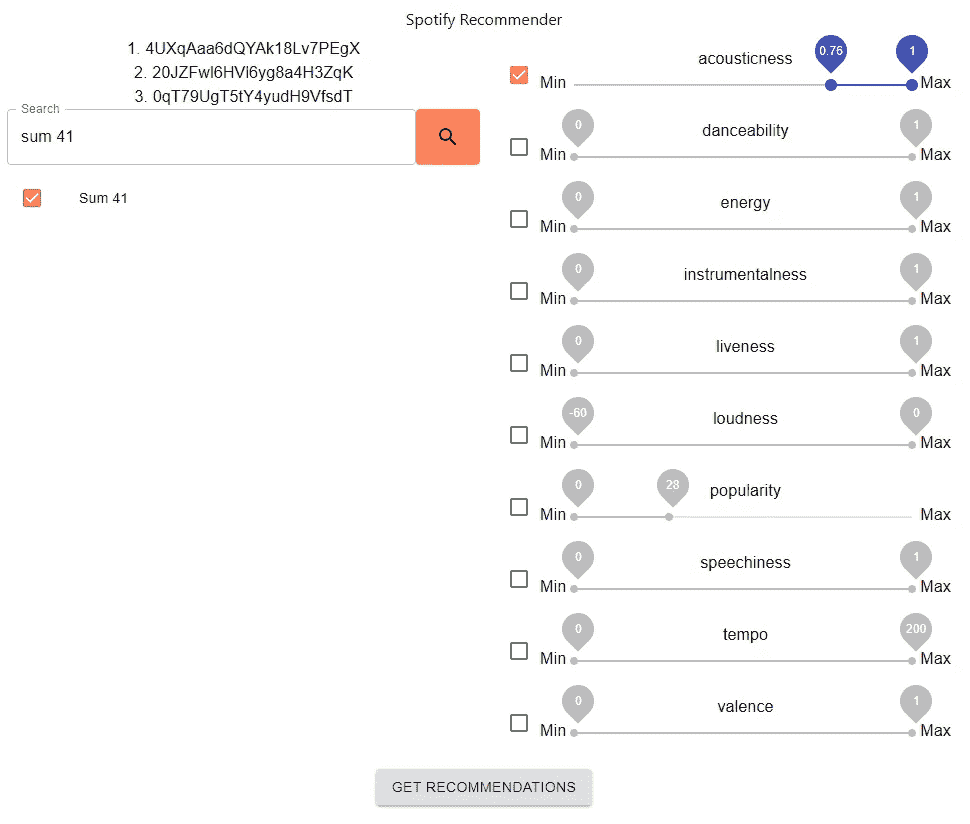 Spotify Recommender
1. 4UXqAaa6dQYAk18Lv7PEgX
2. 20JZFwl6HVl6yg8a4H3ZqK
3. 0qT79UgT5tY4yudH9VfsdT
Search
sum 41
Sum 41
acousticness
0.76 1
Min Max
danceability
0 1
Min Max
energy
0 1
Min Max
instrumentalness
0 1
Min Max
liveness
0 1
Min Max
loudness
-60 0
Min Max
popularity
0 28
Min Max
speechiness
0 1
Min Max
tempo
0 200
Min Max
valence
0 1
Min Max
GET RECOMMENDATIONS